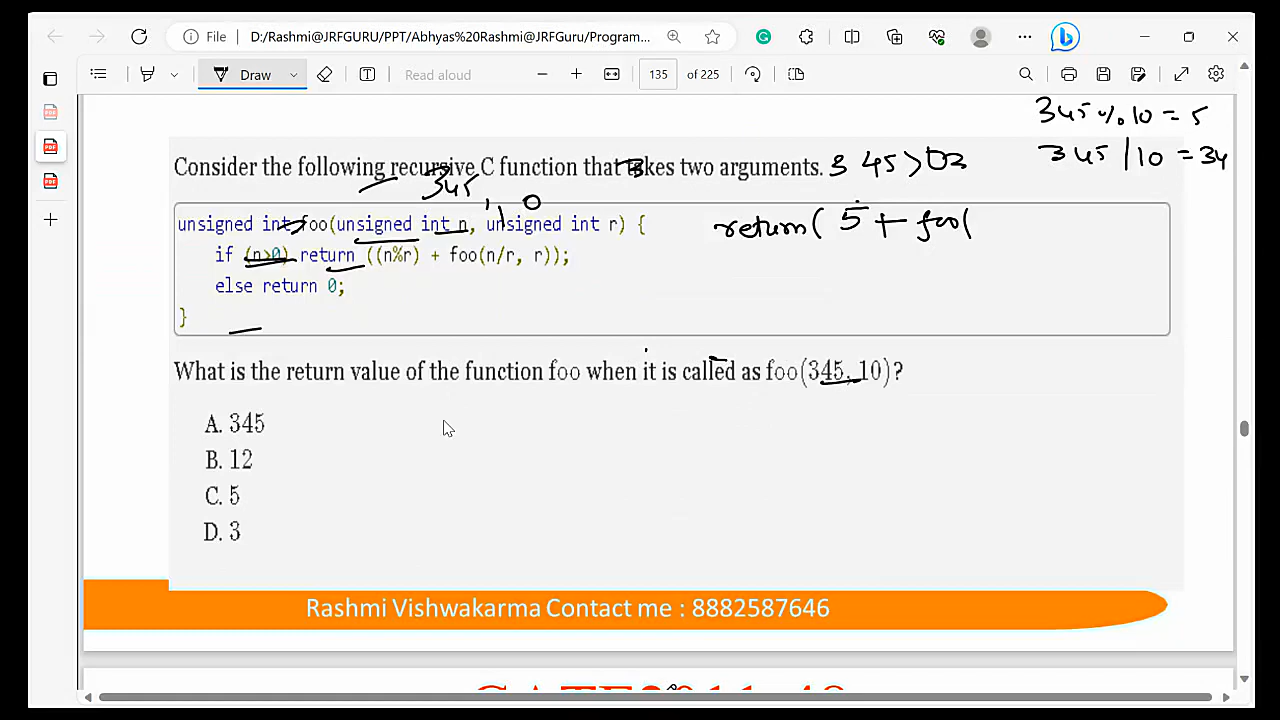 File D:/Rashmi@JRFGURU/PPT/Abhyas%20Rashmi@JRFGuru/Program...
Draw Read aloud 135 of 225
345 % 10 = 5
345 / 10 = 34
Consider the following recursive C function that takes two arguments.
345, 10
unsigned int foo(unsigned int n, unsigned int r) {
return( 5 + foo(
if (n>0) return ((n%r) + foo(n/r, r));
else return 0;
}
What is the return value of the function foo when it is called as foo(345, 10)?
A. 345
B. 12
C. 5
D. 3
Rashmi Vishwakarma Contact me : 8882587646